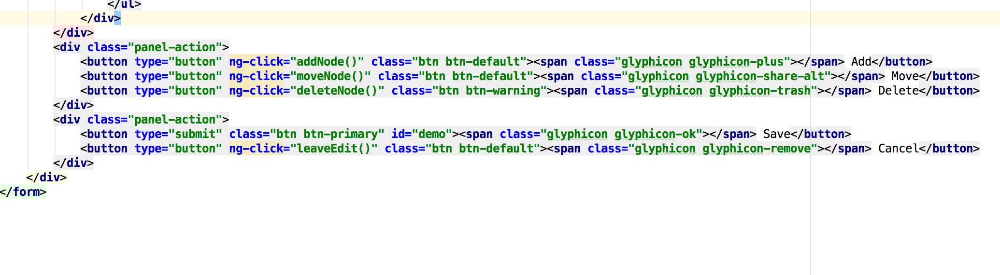 </ul>
</div>
</div>
<div class="panel-action">
<button type="button" ng-click="addNode()" class="btn btn-default"><span class="glyphicon glyphicon-plus"></span> Add</button>
<button type="button" ng-click="moveNode()" class="btn btn-default"><span class="glyphicon glyphicon-share-alt"></span> Move</button>
<button type="button" ng-click="deleteNode()" class="btn btn-warning"><span class="glyphicon glyphicon-trash"></span> Delete</button>
</div>
<div class="panel-action">
<button type="submit" class="btn btn-primary" id="demo"><span class="glyphicon glyphicon-ok"></span> Save</button>
<button type="button" ng-click="leaveEdit()" class="btn btn-default"><span class="glyphicon glyphicon-remove"></span> Cancel</button>
</div>
</div>
</form>